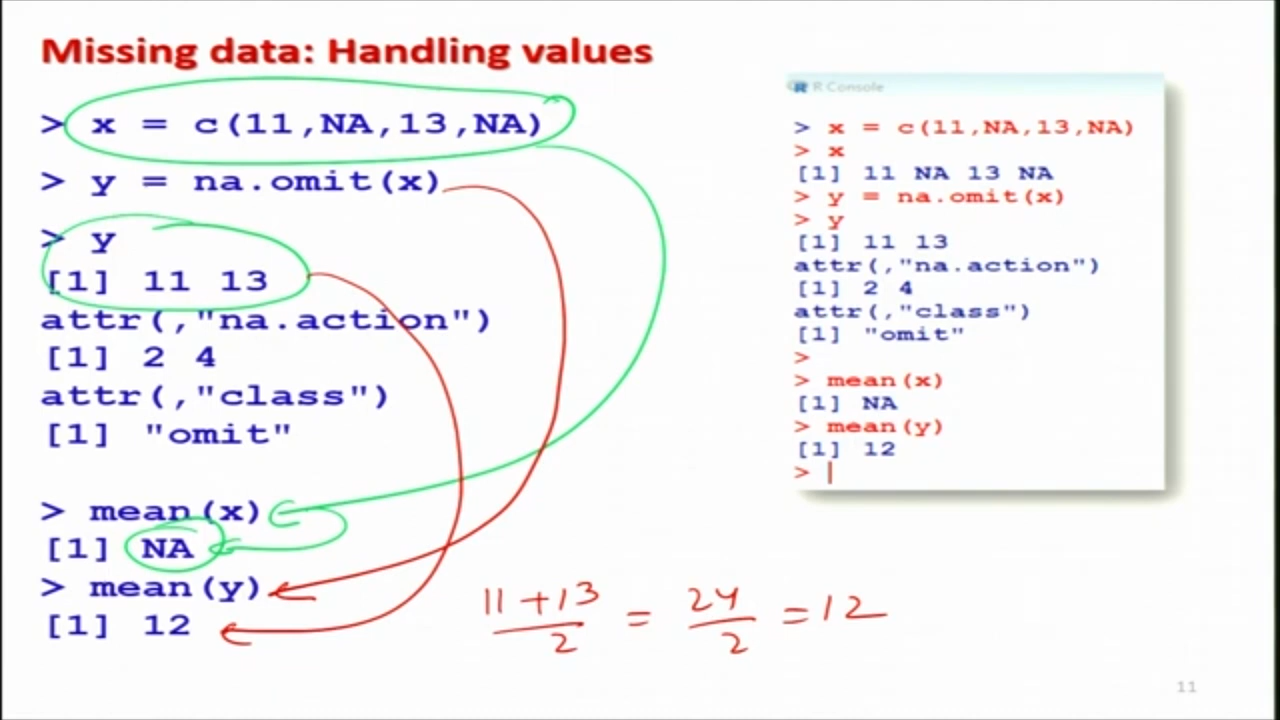 Missing data: Handling values
> x = c(11,NA,13,NA)
> y = na.omit(x)
> y
[1] 11 13
attr(,"na.action")
[1] 2 4
attr(,"class")
[1] "omit"
> mean(x)
[1] NA
> mean(y)
[1] 12
11 + 13 / 2 = 24 / 2 = 12
R Console
> x = c(11,NA,13,NA)
> x
[1] 11 NA 13 NA
> y = na.omit(x)
> y
[1] 11 13
attr(,"na.action")
[1] 2 4
attr(,"class")
[1] "omit"
>
> mean(x)
[1] NA
> mean(y)
[1] 12
>
11